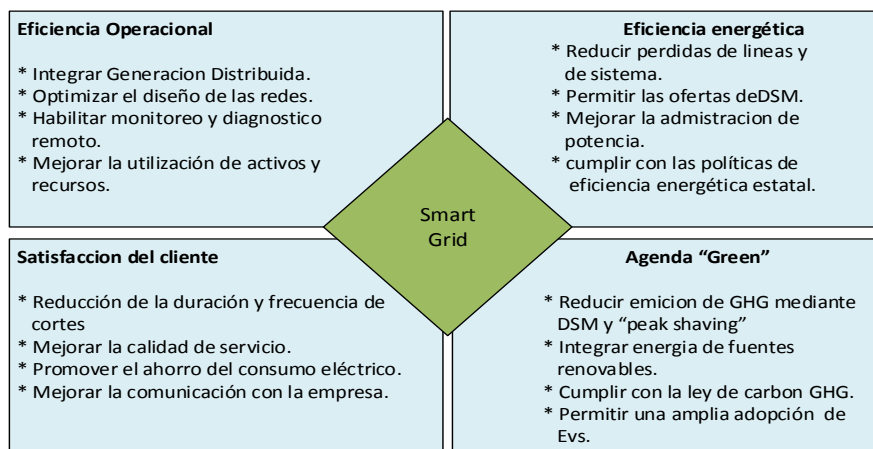 Eficiencia Operacional
* Integrar Generacion Distribuida.
* Optimizar el diseño de las redes.
* Habilitar monitoreo y diagnostico
remoto.
* Mejorar la utilización de activos y
recursos.
Eficiencia energética
* Reducir perdidas de lineas y
de sistema.
* Permitir las ofertas deDSM.
* Mejorar la admistracion de
potencia.
* cumplir con las políticas de
eficiencia energética estatal.
Smart
Grid
Satisfaccion del cliente
* Reducción de la duración y frecuencia de
cortes
* Mejorar la calidad de servicio.
* Promover el ahorro del consumo eléctrico.
* Mejorar la comunicación con la empresa.
Agenda “Green”
* Reducir emicion de GHG mediante
DSM y “peak shaving”
* Integrar energia de fuentes
renovables.
* Cumplir con la ley de carbon GHG.
* Permitir una amplia adopción de
Evs.